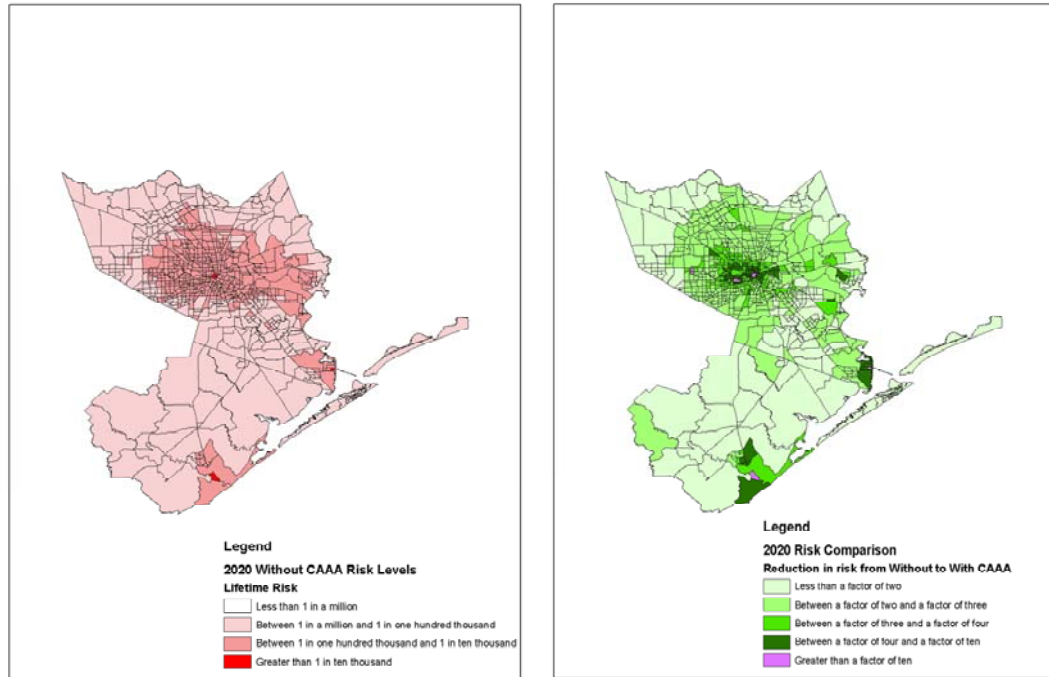 Legend
2020 Without CAAA Risk Levels
Lifetime Risk
Less than 1 in a million
Between 1 in a million and 1 in one hundred thousand
Between 1 in one hundred thousand and 1 in ten thousand
Greater than 1 in ten thousand
Legend
2020 Risk Comparison
Reduction in risk from Without to With CAAA
Less than a factor of two
Between a factor of two and a factor of three
Between a factor of three and a factor of four
Between a factor of four and a factor of ten
Greater than a factor of ten